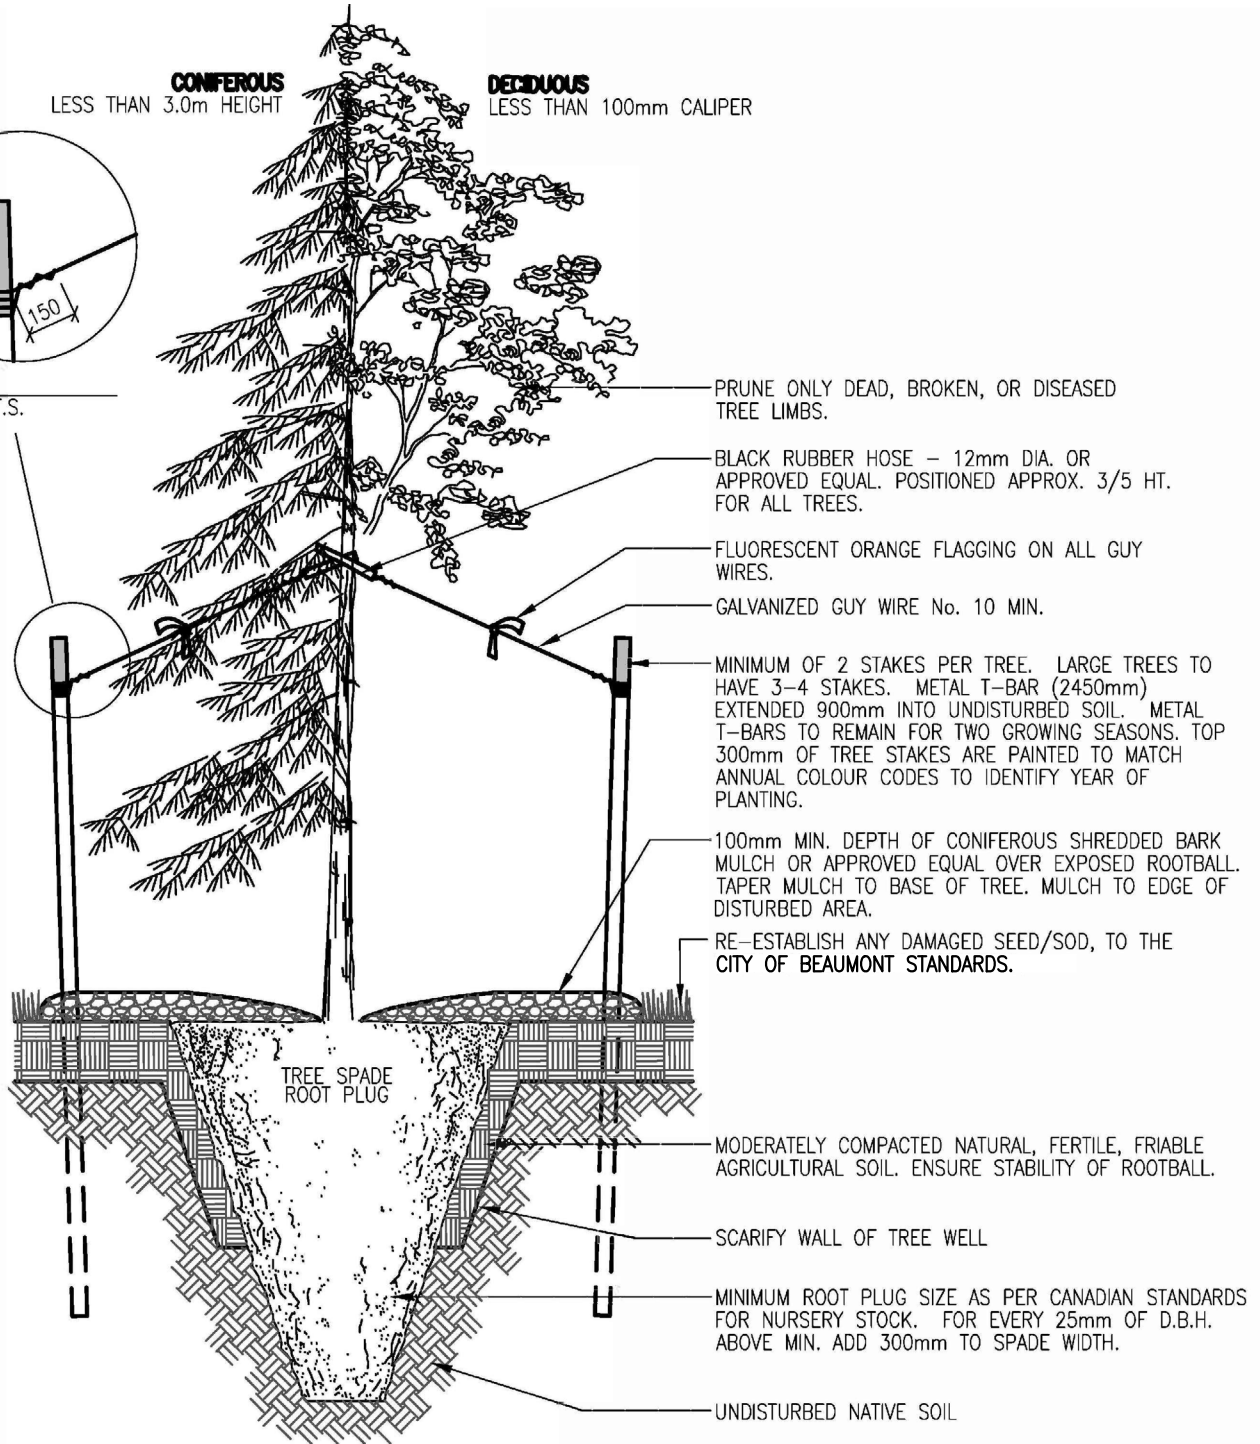 CONIFEROUS
LESS THAN 3.0m HEIGHT
DECIDUOUS
LESS THAN 100mm CALIPER
150
.S.
PRUNE ONLY DEAD, BROKEN, OR DISEASED
TREE LIMBS.
BLACK RUBBER HOSE – 12mm DIA. OR
APPROVED EQUAL. POSITIONED APPROX. 3/5 HT.
FOR ALL TREES.
FLUORESCENT ORANGE FLAGGING ON ALL GUY
WIRES.
GALVANIZED GUY WIRE No. 10 MIN.
MINIMUM OF 2 STAKES PER TREE. LARGE TREES TO
HAVE 3–4 STAKES. METAL T–BAR (2450mm)
EXTENDED 900mm INTO UNDISTURBED SOIL. METAL
T–BARS TO REMAIN FOR TWO GROWING SEASONS. TOP
300mm OF TREE STAKES ARE PAINTED TO MATCH
ANNUAL COLOUR CODES TO IDENTIFY YEAR OF
PLANTING.
100mm MIN. DEPTH OF CONIFEROUS SHREDDED BARK
MULCH OR APPROVED EQUAL OVER EXPOSED ROOTBALL.
TAPER MULCH TO BASE OF TREE. MULCH TO EDGE OF
DISTURBED AREA.
RE–ESTABLISH ANY DAMAGED SEED/SOD, TO THE
CITY OF BEAUMONT STANDARDS.
TREE SPADE
ROOT PLUG
MODERATELY COMPACTED NATURAL, FERTILE, FRIABLE
AGRICULTURAL SOIL. ENSURE STABILITY OF ROOTBALL.
SCARIFY WALL OF TREE WELL
MINIMUM ROOT PLUG SIZE AS PER CANADIAN STANDARDS
FOR NURSERY STOCK. FOR EVERY 25mm OF D.B.H.
ABOVE MIN. ADD 300mm TO SPADE WIDTH.
UNDISTURBED NATIVE SOIL